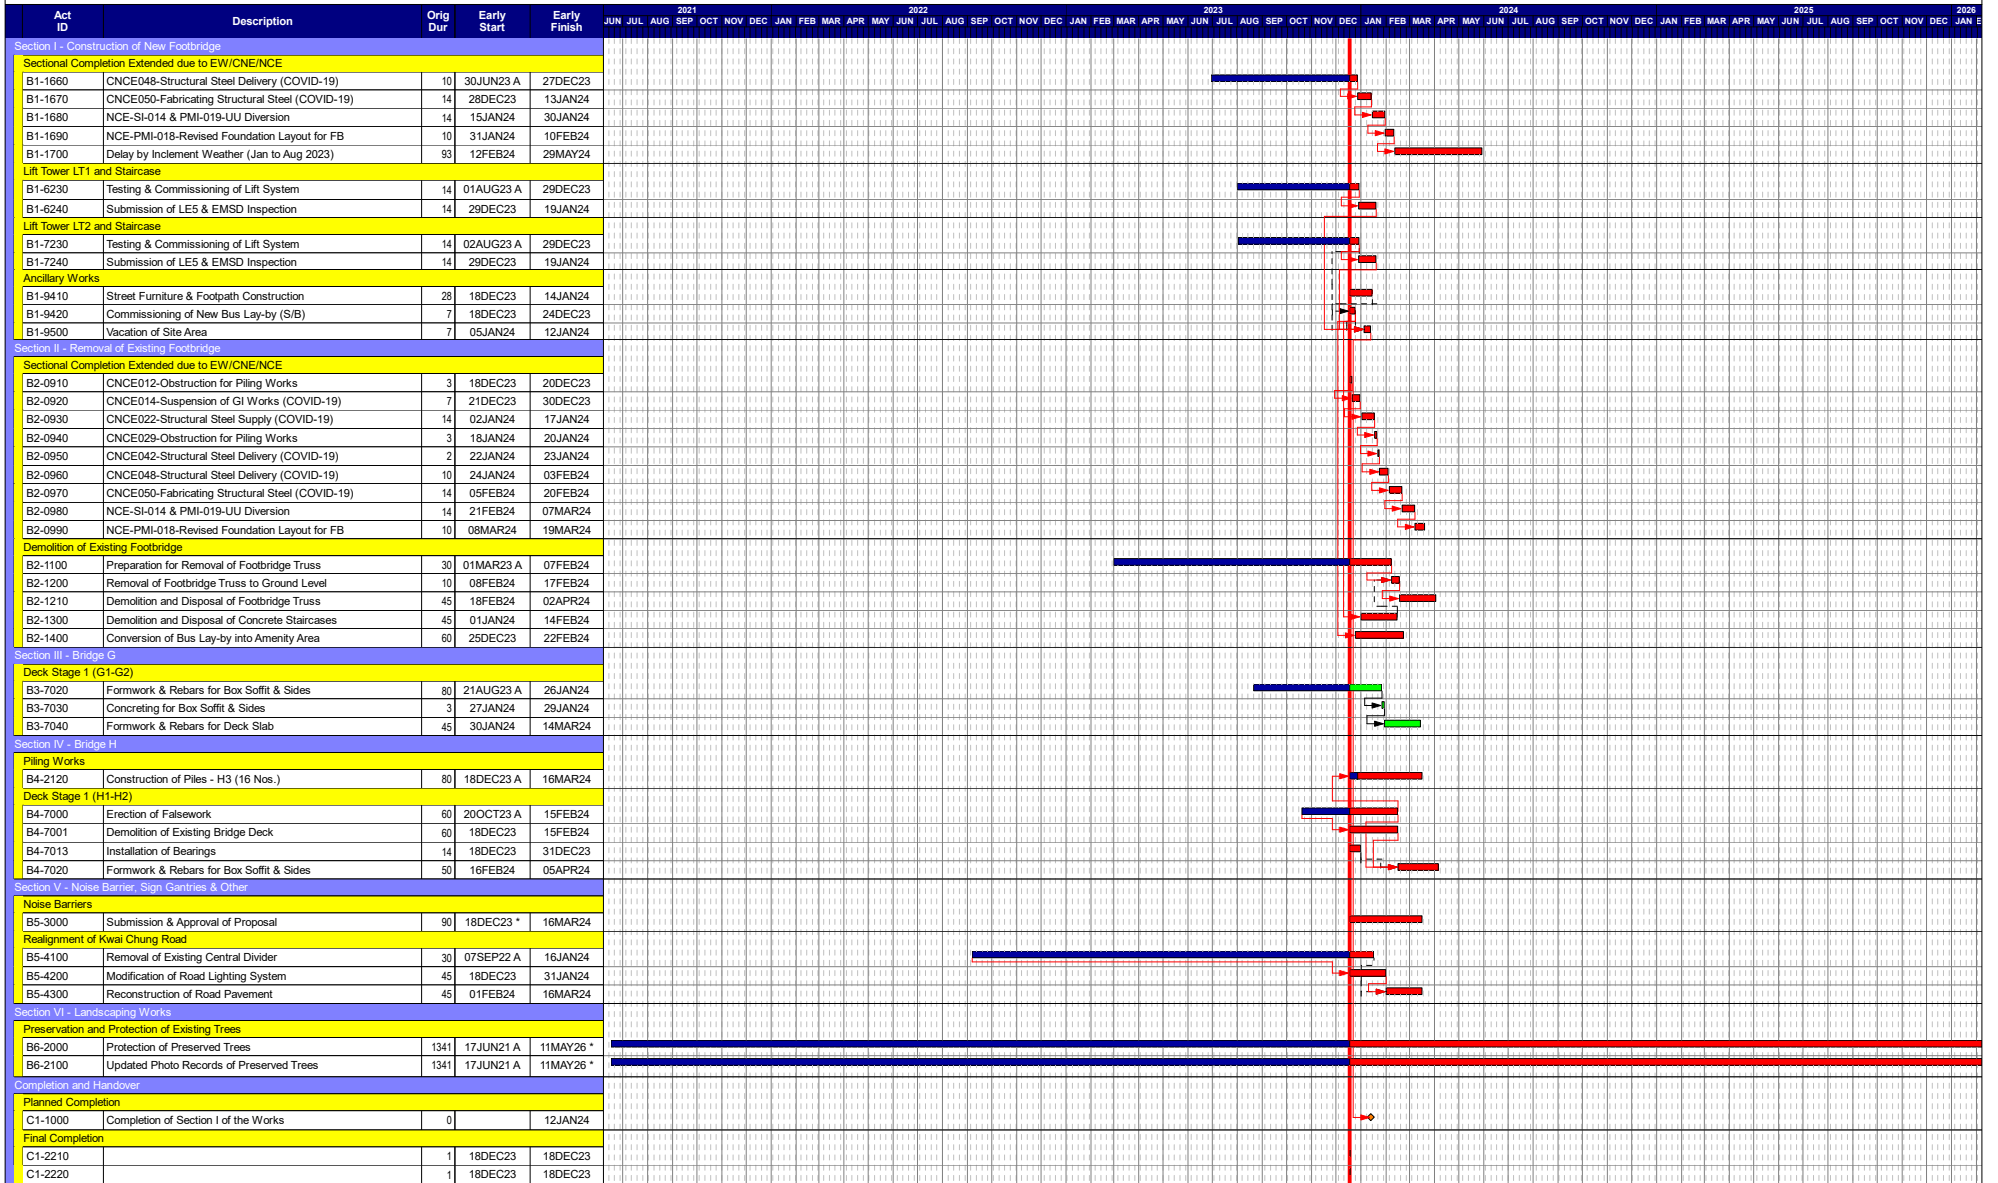 2021 2022 2023 2024 2025 2026
Act ID Description Orig Dur Early Start Early Finish
JUN JUL AUG SEP OCT NOV DEC JAN FEB MAR APR MAY JUN JUL AUG SEP OCT NOV DEC JAN FEB MAR APR MAY JUN JUL AUG SEP OCT NOV DEC JAN FEB MAR APR MAY JUN JUL AUG SEP OCT NOV DEC JAN FEB MAR APR MAY JUN JUL AUG SEP OCT NOV DEC JAN
Section I - Construction of New Footbridge
Sectional Completion Extended due to EW/CNE/NCE
B1-1660 CNCE048-Structural Steel Delivery (COVID-19) 10 30JUN23 A 27DEC23
B1-1670 CNCE050-Fabricating Structural Steel (COVID-19) 14 28DEC23 13JAN24
B1-1680 NCE-SI-014 & PMI-019-UU Diversion 14 15JAN24 30JAN24
B1-1690 NCE-PMI-018-Revised Foundation Layout for FB 10 31JAN24 10FEB24
B1-1700 Delay by Inclement Weather (Jan to Aug 2023) 93 12FEB24 29MAY24
Lift Tower LT1 and Staircase
B1-6230 Testing & Commissioning of Lift System 14 01AUG23 A 29DEC23
B1-6240 Submission of LE5 & EMSD Inspection 14 29DEC23 19JAN24
Lift Tower LT2 and Staircase
B1-7230 Testing & Commissioning of Lift System 14 02AUG23 A 29DEC23
B1-7240 Submission of LE5 & EMSD Inspection 14 29DEC23 19JAN24
Ancillary Works
B1-9410 Street Furniture & Footpath Construction 28 18DEC23 14JAN24
B1-9420 Commissioning of New Bus Lay-by (S/B) 7 18DEC23 24DEC23
B1-9500 Vacation of Site Area 7 05JAN24 12JAN24
Section II - Removal of Existing Footbridge
Sectional Completion Extended due to EW/CNE/NCE
B2-0910 CNCE012-Obstruction for Piling Works 3 18DEC23 20DEC23
B2-0920 CNCE014-Suspension of GI Works (COVID-19) 7 21DEC23 30DEC23
B2-0930 CNCE022-Structural Steel Supply (COVID-19) 14 02JAN24 17JAN24
B2-0940 CNCE029-Obstruction for Piling Works 3 18JAN24 20JAN24
B2-0950 CNCE042-Structural Steel Delivery (COVID-19) 2 22JAN24 23JAN24
B2-0960 CNCE048-Structural Steel Delivery (COVID-19) 10 24JAN24 03FEB24
B2-0970 CNCE050-Fabricating Structural Steel (COVID-19) 14 05FEB24 20FEB24
B2-0980 NCE-SI-014 & PMI-019-UU Diversion 14 21FEB24 07MAR24
B2-0990 NCE-PMI-018-Revised Foundation Layout for FB 10 08MAR24 19MAR24
Demolition of Existing Footbridge
B2-1100 Preparation for Removal of Footbridge Truss 30 01MAR23 A 07FEB24
B2-1200 Removal of Footbridge Truss to Ground Level 10 08FEB24 17FEB24
B2-1210 Demolition and Disposal of Footbridge Truss 45 18FEB24 02APR24
B2-1300 Demolition and Disposal of Concrete Staircases 45 01JAN24 14FEB24
B2-1400 Conversion of Bus Lay-by into Amenity Area 60 25DEC23 22FEB24
Section III - Bridge G
Deck Stage 1 (G1-G2)
B3-7020 Formwork & Rebars for Box Soffit & Sides 80 21AUG23 A 26JAN24
B3-7030 Concreting for Box Soffit & Sides 3 27JAN24 29JAN24
B3-7040 Formwork & Rebars for Deck Slab 45 30JAN24 14MAR24
Section IV - Bridge H
Piling Works
B4-2120 Construction of Piles - H3 (16 Nos.) 80 18DEC23 A 16MAR24
Deck Stage 1 (H1-H2)
B4-7000 Erection of Falsework 60 20OCT23 A 15FEB24
B4-7001 Demolition of Existing Bridge Deck 60 18DEC23 15FEB24
B4-7013 Installation of Bearings 14 18DEC23 31DEC23
B4-7020 Formwork & Rebars for Box Soffit & Sides 50 16FEB24 05APR24
Section V - Noise Barrier, Sign Gantries & Other
Noise Barriers
B5-3000 Submission & Approval of Proposal 90 18DEC23 * 16MAR24
Realignment of Kwai Chung Road
B5-4100 Removal of Existing Central Divider 30 07SEP22 A 16JAN24
B5-4200 Modification of Road Lighting System 45 18DEC23 31JAN24
B5-4300 Reconstruction of Road Pavement 45 01FEB24 16MAR24
Section VI - Landscaping Works
Preservation and Protection of Existing Trees
B6-2000 Protection of Preserved Trees 1341 17JUN21 A 11MAY26 *
B6-2100 Updated Photo Records of Preserved Trees 1341 17JUN21 A 11MAY26 *
Completion and Handover
Planned Completion
C1-1000 Completion of Section I of the Works 0 12JAN24
Final Completion
C1-2210 1 18DEC23 18DEC23
C1-2220 1 18DEC23 18DEC23